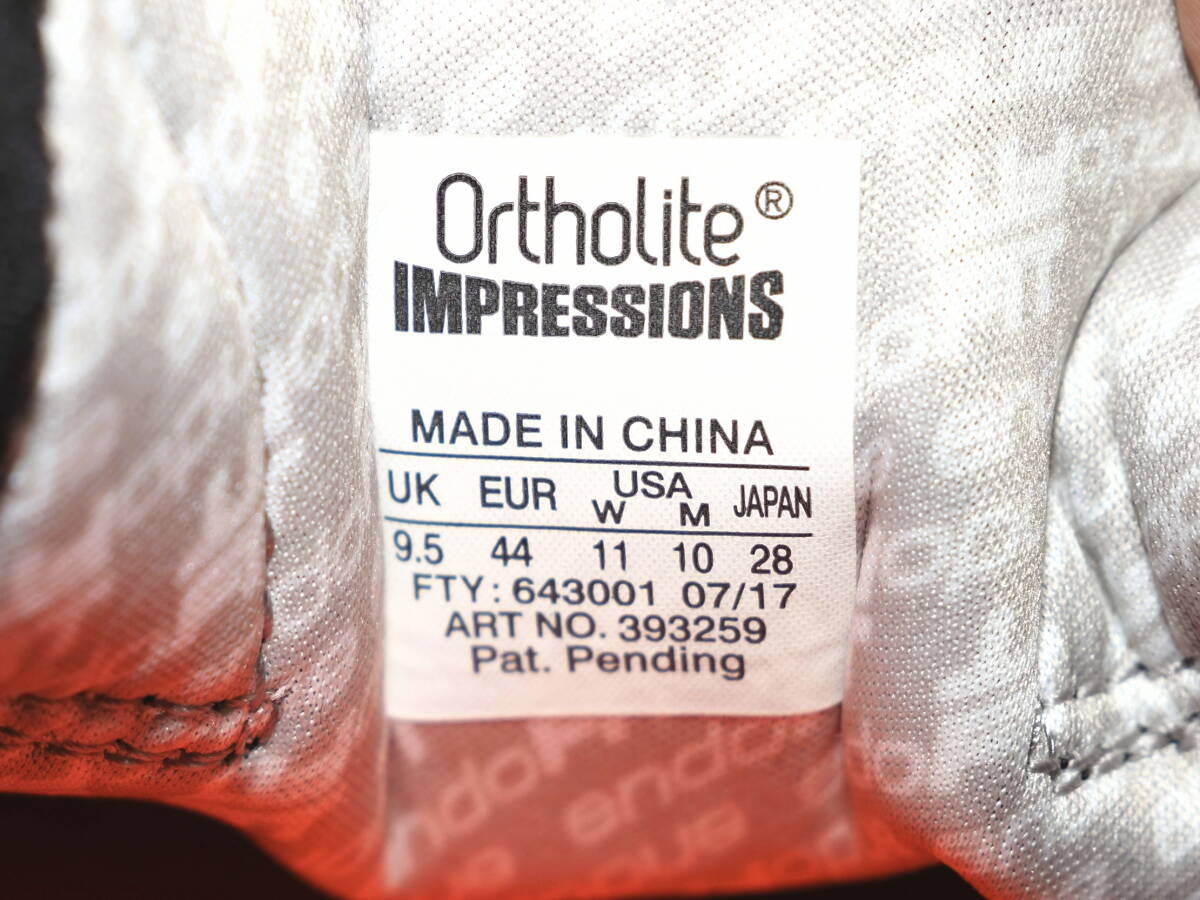 Ortholite®
IMPRESSIONS
MADE IN CHINA
UK EUR USA JAPAN
W M
9.5 44 11 10 28
FTY: 643001 07/17
ART NO. 393259
Pat. Pending
endo